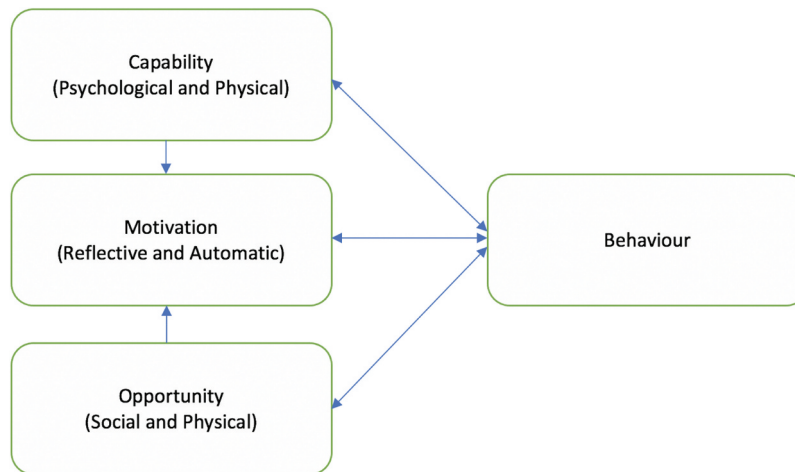 Capability
(Psychological and Physical)
Motivation
(Reflective and Automatic)
Behaviour
Opportunity
(Social and Physical)